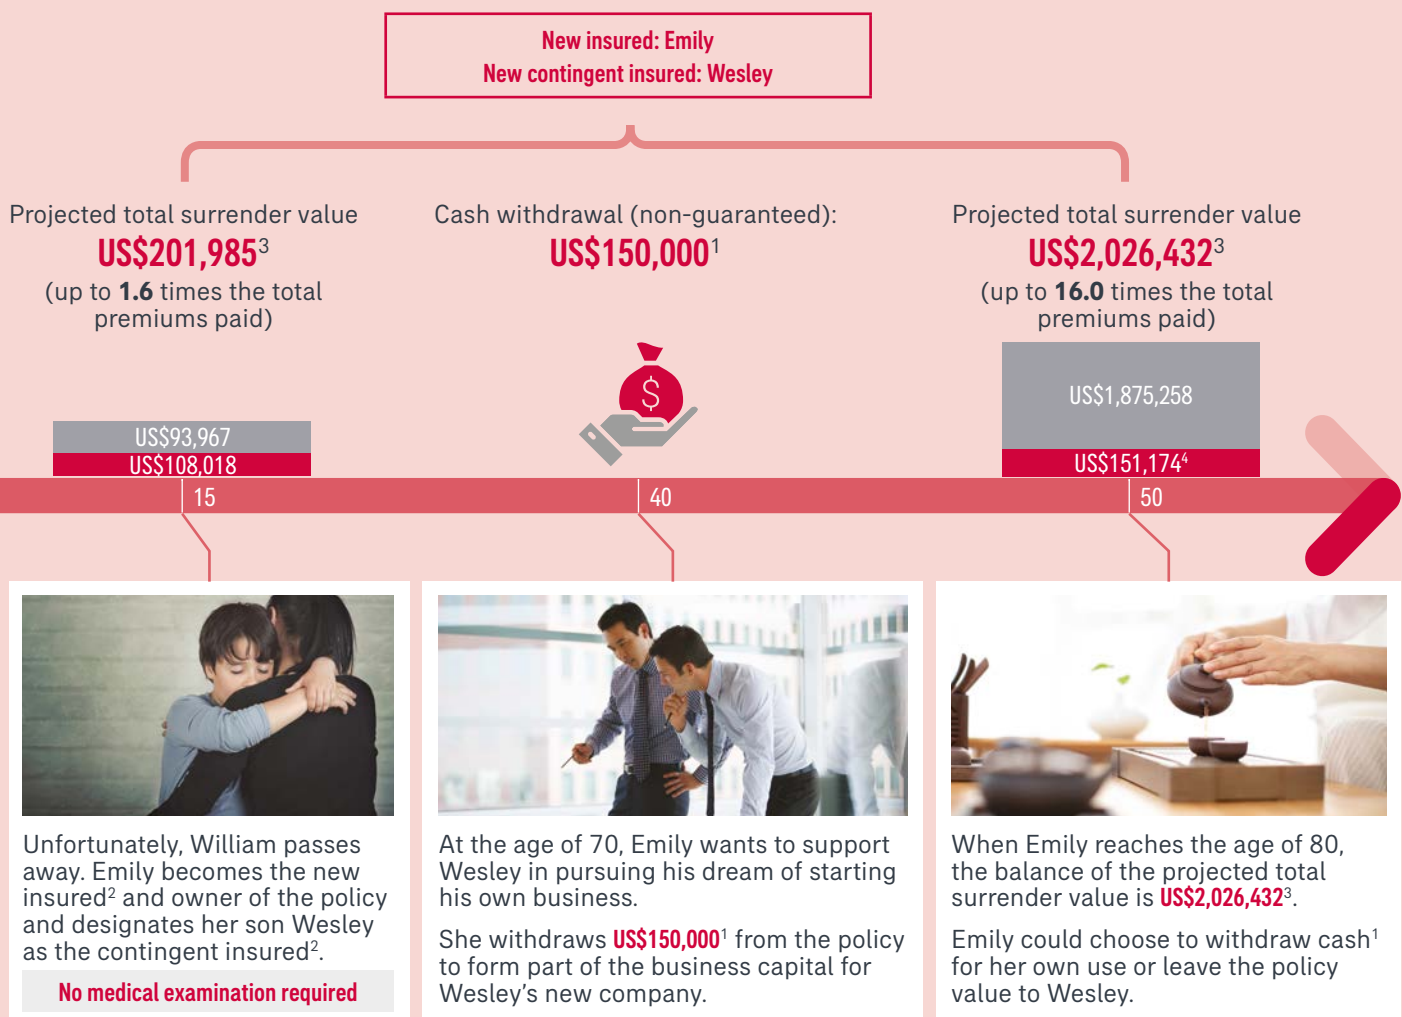 New insured: Emily
New contingent insured: Wesley
Projected total surrender value
US$201,985³
(up to 1.6 times the total
premiums paid)
Cash withdrawal (non-guaranteed):
US$150,000¹
Projected total surrender value
US$2,026,432³
(up to 16.0 times the total
premiums paid)
$
US$93,967
US$108,018
US$1,875,258
US$151,174⁴
15
40
50
Unfortunately, William passes
away. Emily becomes the new
insured² and owner of the policy
and designates her son Wesley
as the contingent insured².
No medical examination required
At the age of 70, Emily wants to support
Wesley in pursuing his dream of starting
his own business.
She withdraws US$150,000¹ from the policy
to form part of the business capital for
Wesley's new company.
When Emily reaches the age of 80,
the balance of the projected total
surrender value is US$2,026,432³.
Emily could choose to withdraw cash¹
for her own use or leave the policy
value to Wesley.